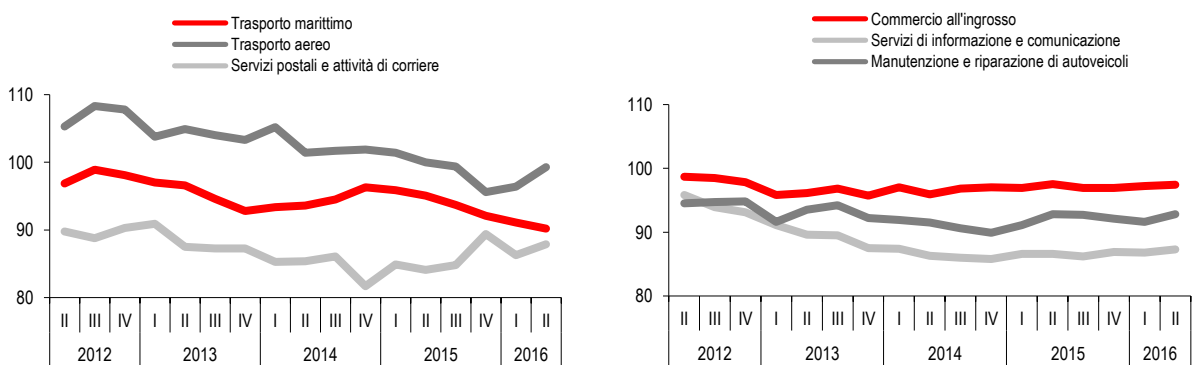 Trasporto marittimo
Trasporto aereo
Servizi postali e attività di corriere
110
100
90
80
II III IV I II III IV I II III IV I II III IV I II
2012 2013 2014 2015 2016
Commercio all'ingrosso
Servizi di informazione e comunicazione
Manutenzione e riparazione di autoveicoli
110
100
90
80
II III IV I II III IV I II III IV I II III IV I II
2012 2013 2014 2015 2016